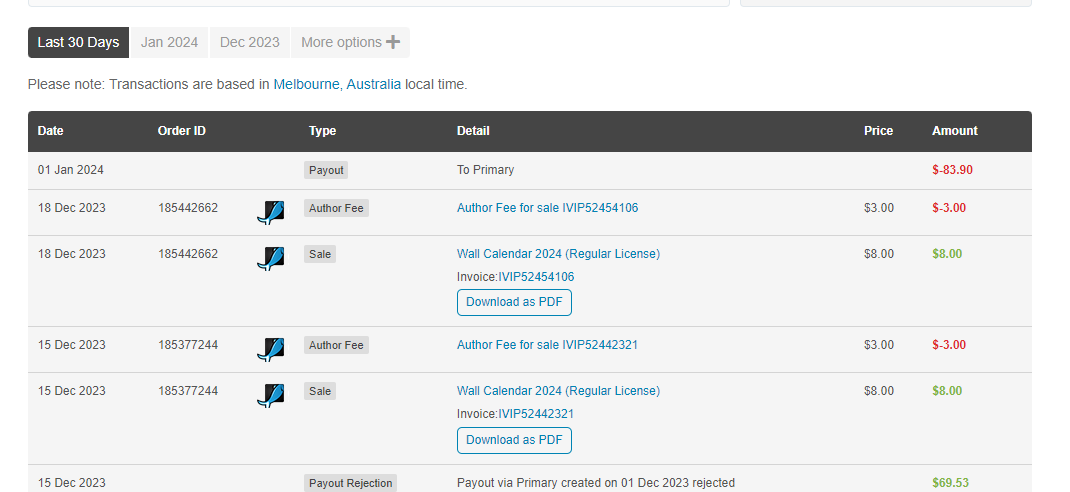 Last 30 Days Jan 2024 Dec 2023 More options
Please note: Transactions are based in Melbourne, Australia local time.
Date Order ID Type Detail Price Amount
01 Jan 2024 Payout To Primary $-83.90
18 Dec 2023 185442662 Author Fee Author Fee for sale IVIP52454106 $3.00 $-3.00
18 Dec 2023 185442662 Sale Wall Calendar 2024 (Regular License) $8.00 $8.00
Invoice:IVIP52454106
Download as PDF
15 Dec 2023 185377244 Author Fee Author Fee for sale IVIP52442321 $3.00 $-3.00
15 Dec 2023 185377244 Sale Wall Calendar 2024 (Regular License) $8.00 $8.00
Invoice:IVIP52442321
Download as PDF
15 Dec 2023 Payout Rejection Payout via Primary created on 01 Dec 2023 rejected $69.53